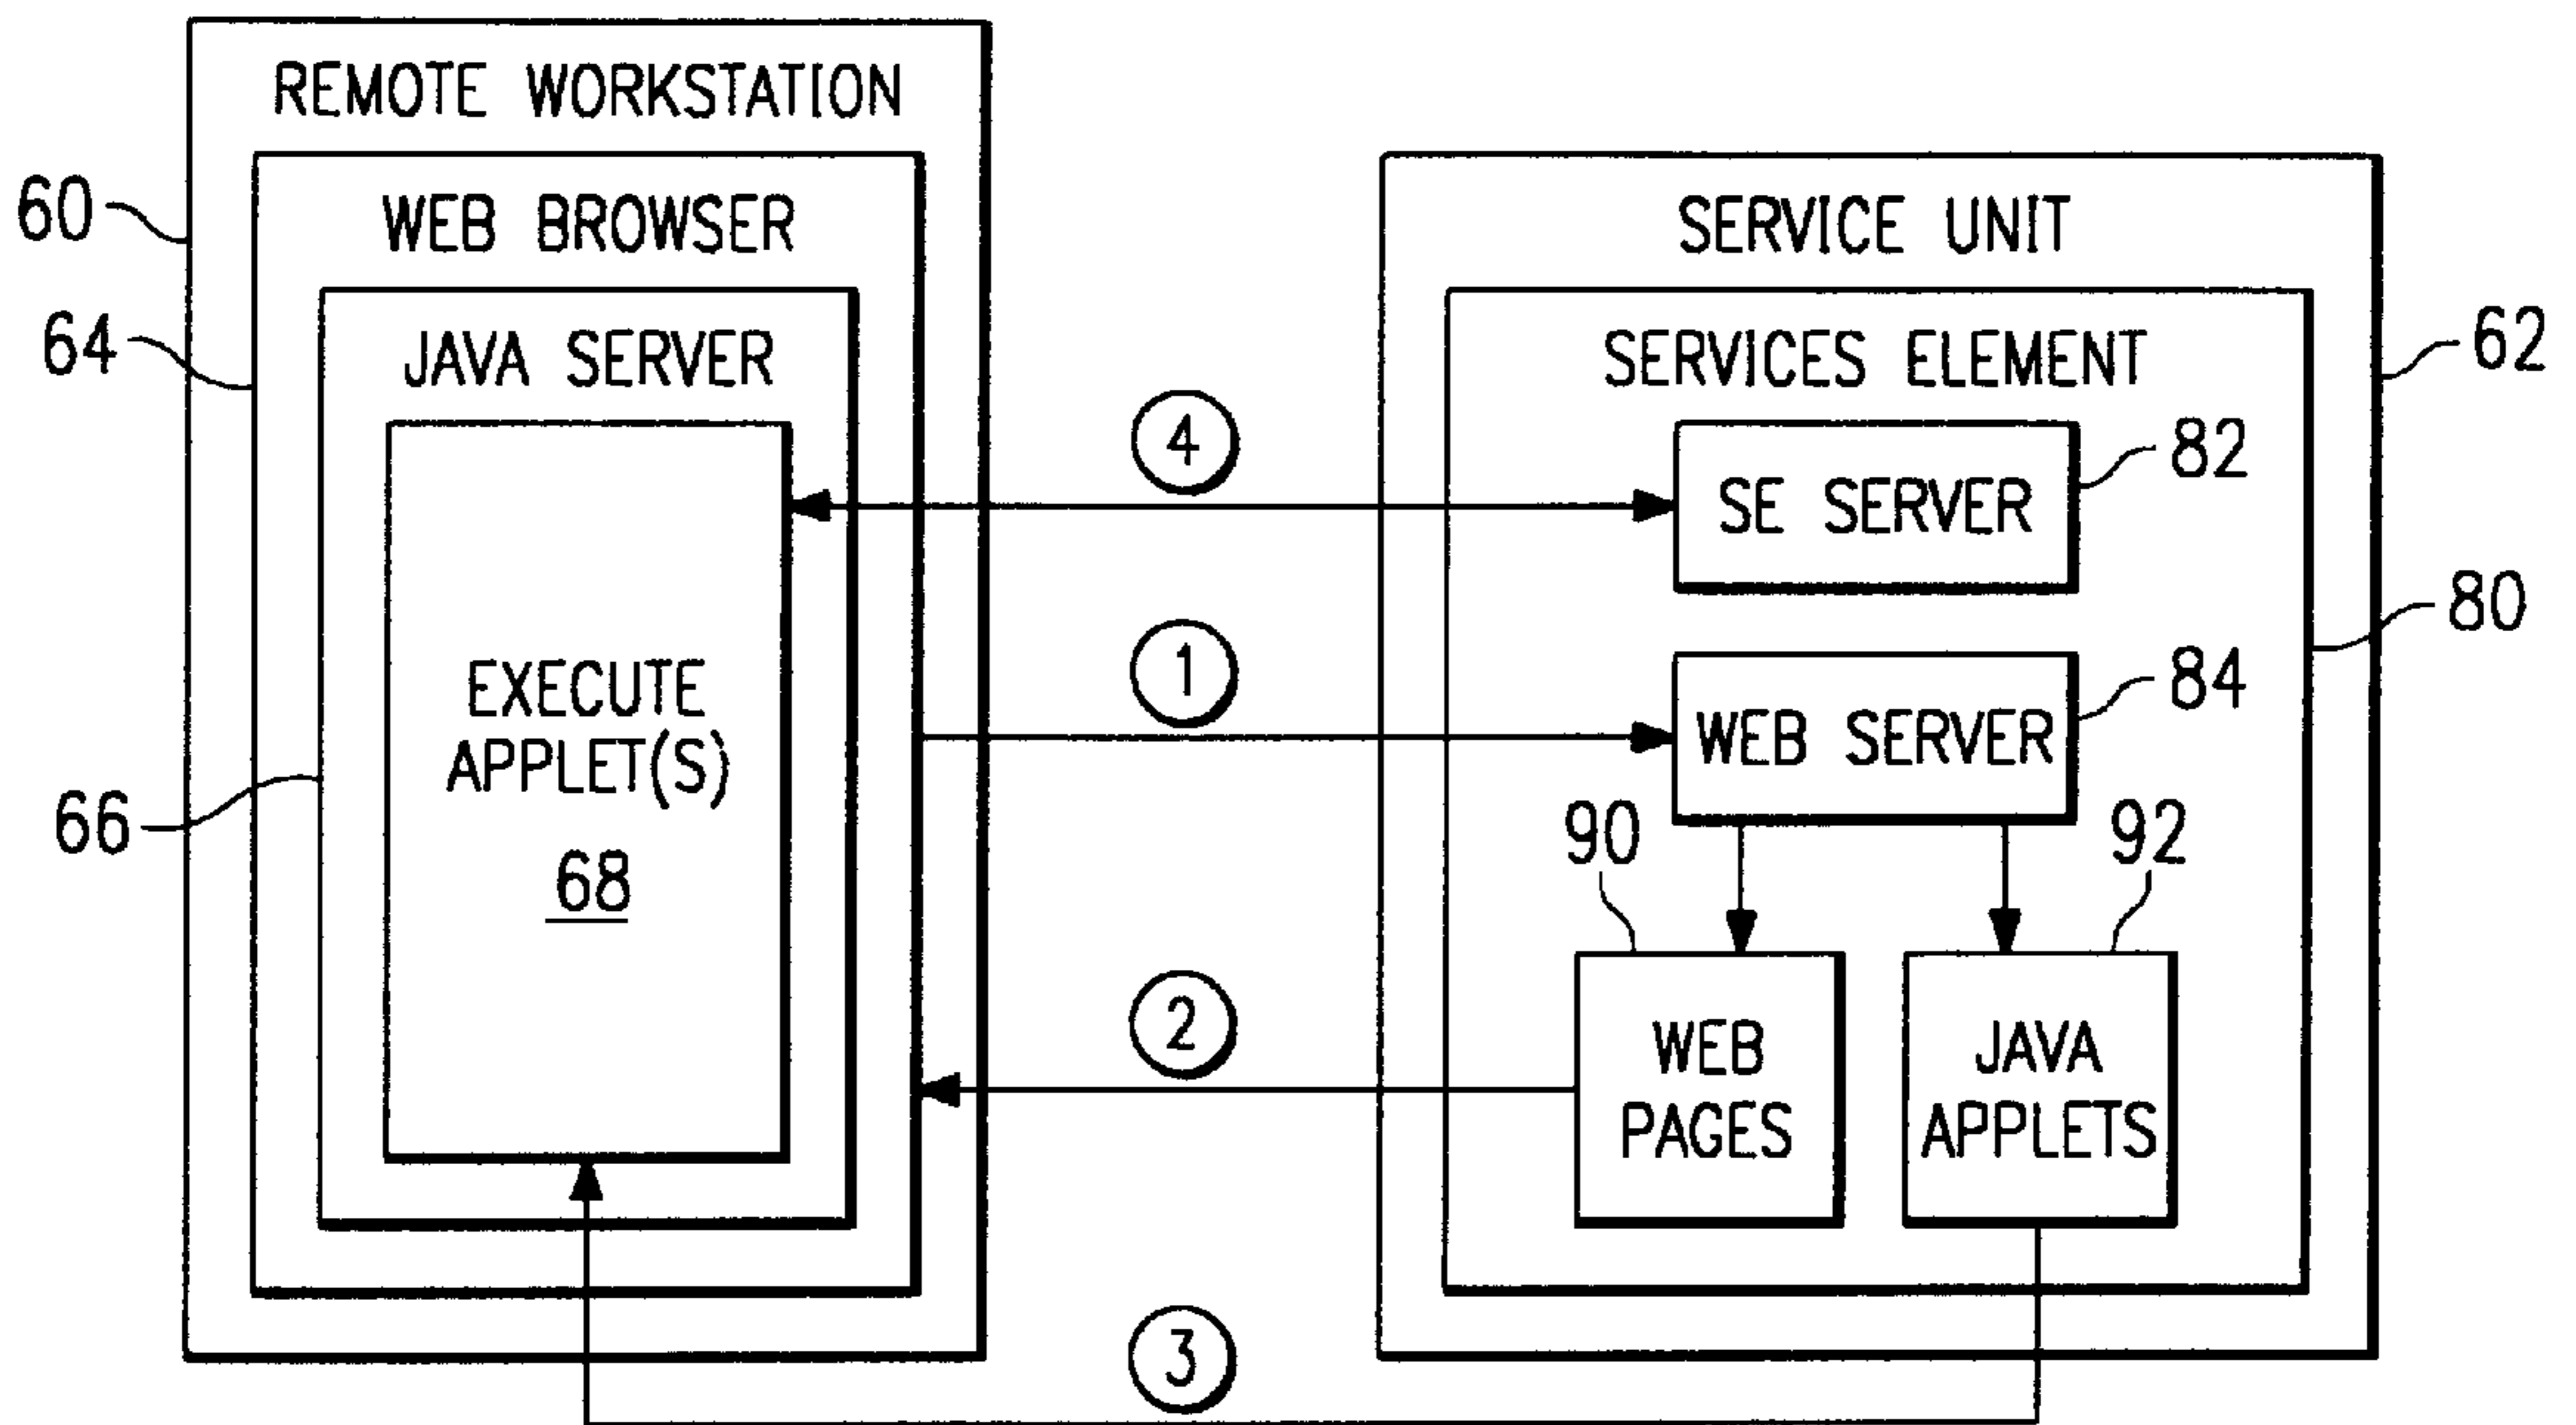 REMOTE WORKSTATION
WEB BROWSER
JAVA SERVER
EXECUTE
APPLET(S)
68
60
64
66
4
1
2
3
SERVICE UNIT
SERVICES ELEMENT
SE SERVER
WEB SERVER
90
92
WEB
PAGES
JAVA
APPLETS
62
82
80
84